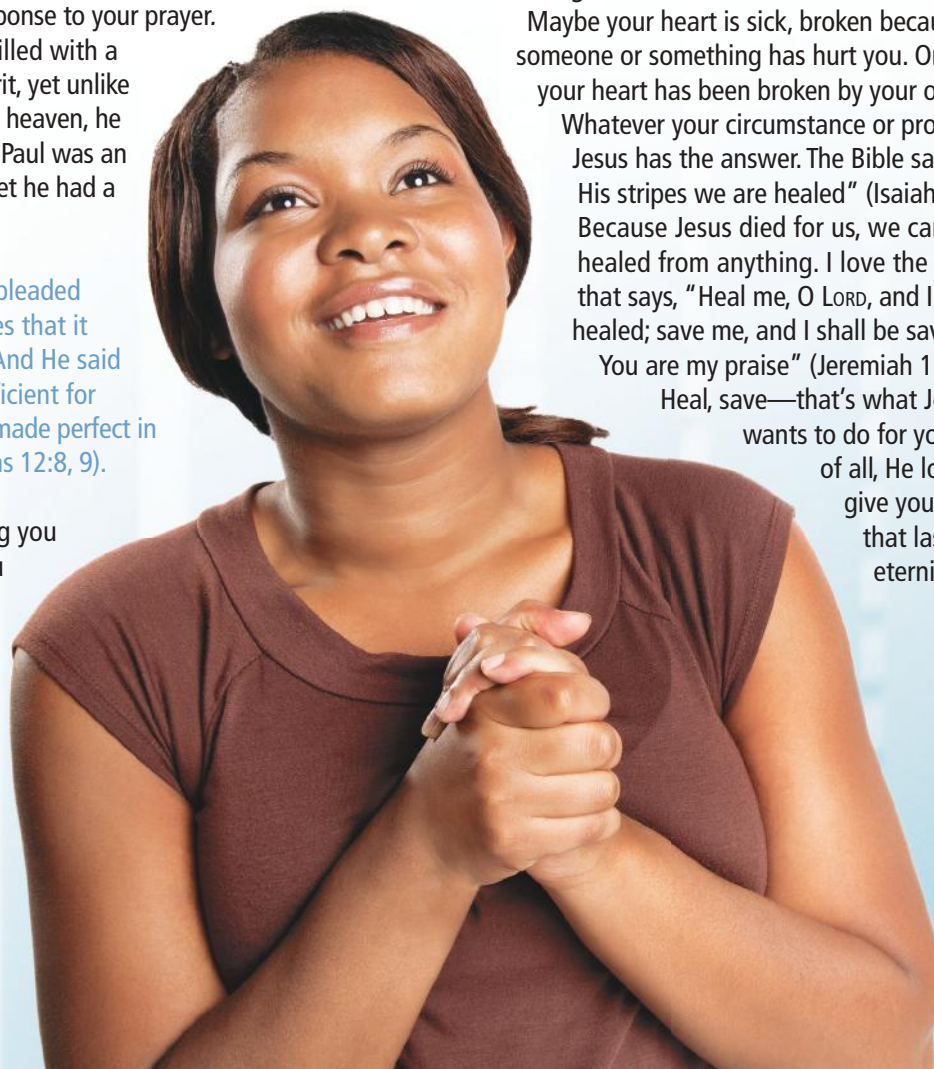 ponse to your prayer.
illed with a
rit, yet unlike
heaven, he
Paul was an
et he had a
pleaded
es that it
And He said
icient for
made perfect in
ns 12:8, 9).
g you
Maybe your heart is sick, broken becau
someone or something has hurt you. Or
your heart has been broken by your o
Whatever your circumstance or pro
Jesus has the answer. The Bible sa
His stripes we are healed” (Isaiah
Because Jesus died for us, we can
healed from anything. I love the
that says, “Heal me, O LORD, and I
healed; save me, and I shall be sav
You are my praise” (Jeremiah 1
Heal, save—that’s what Je
wants to do for yo
of all, He lo
give you
that las
eterni